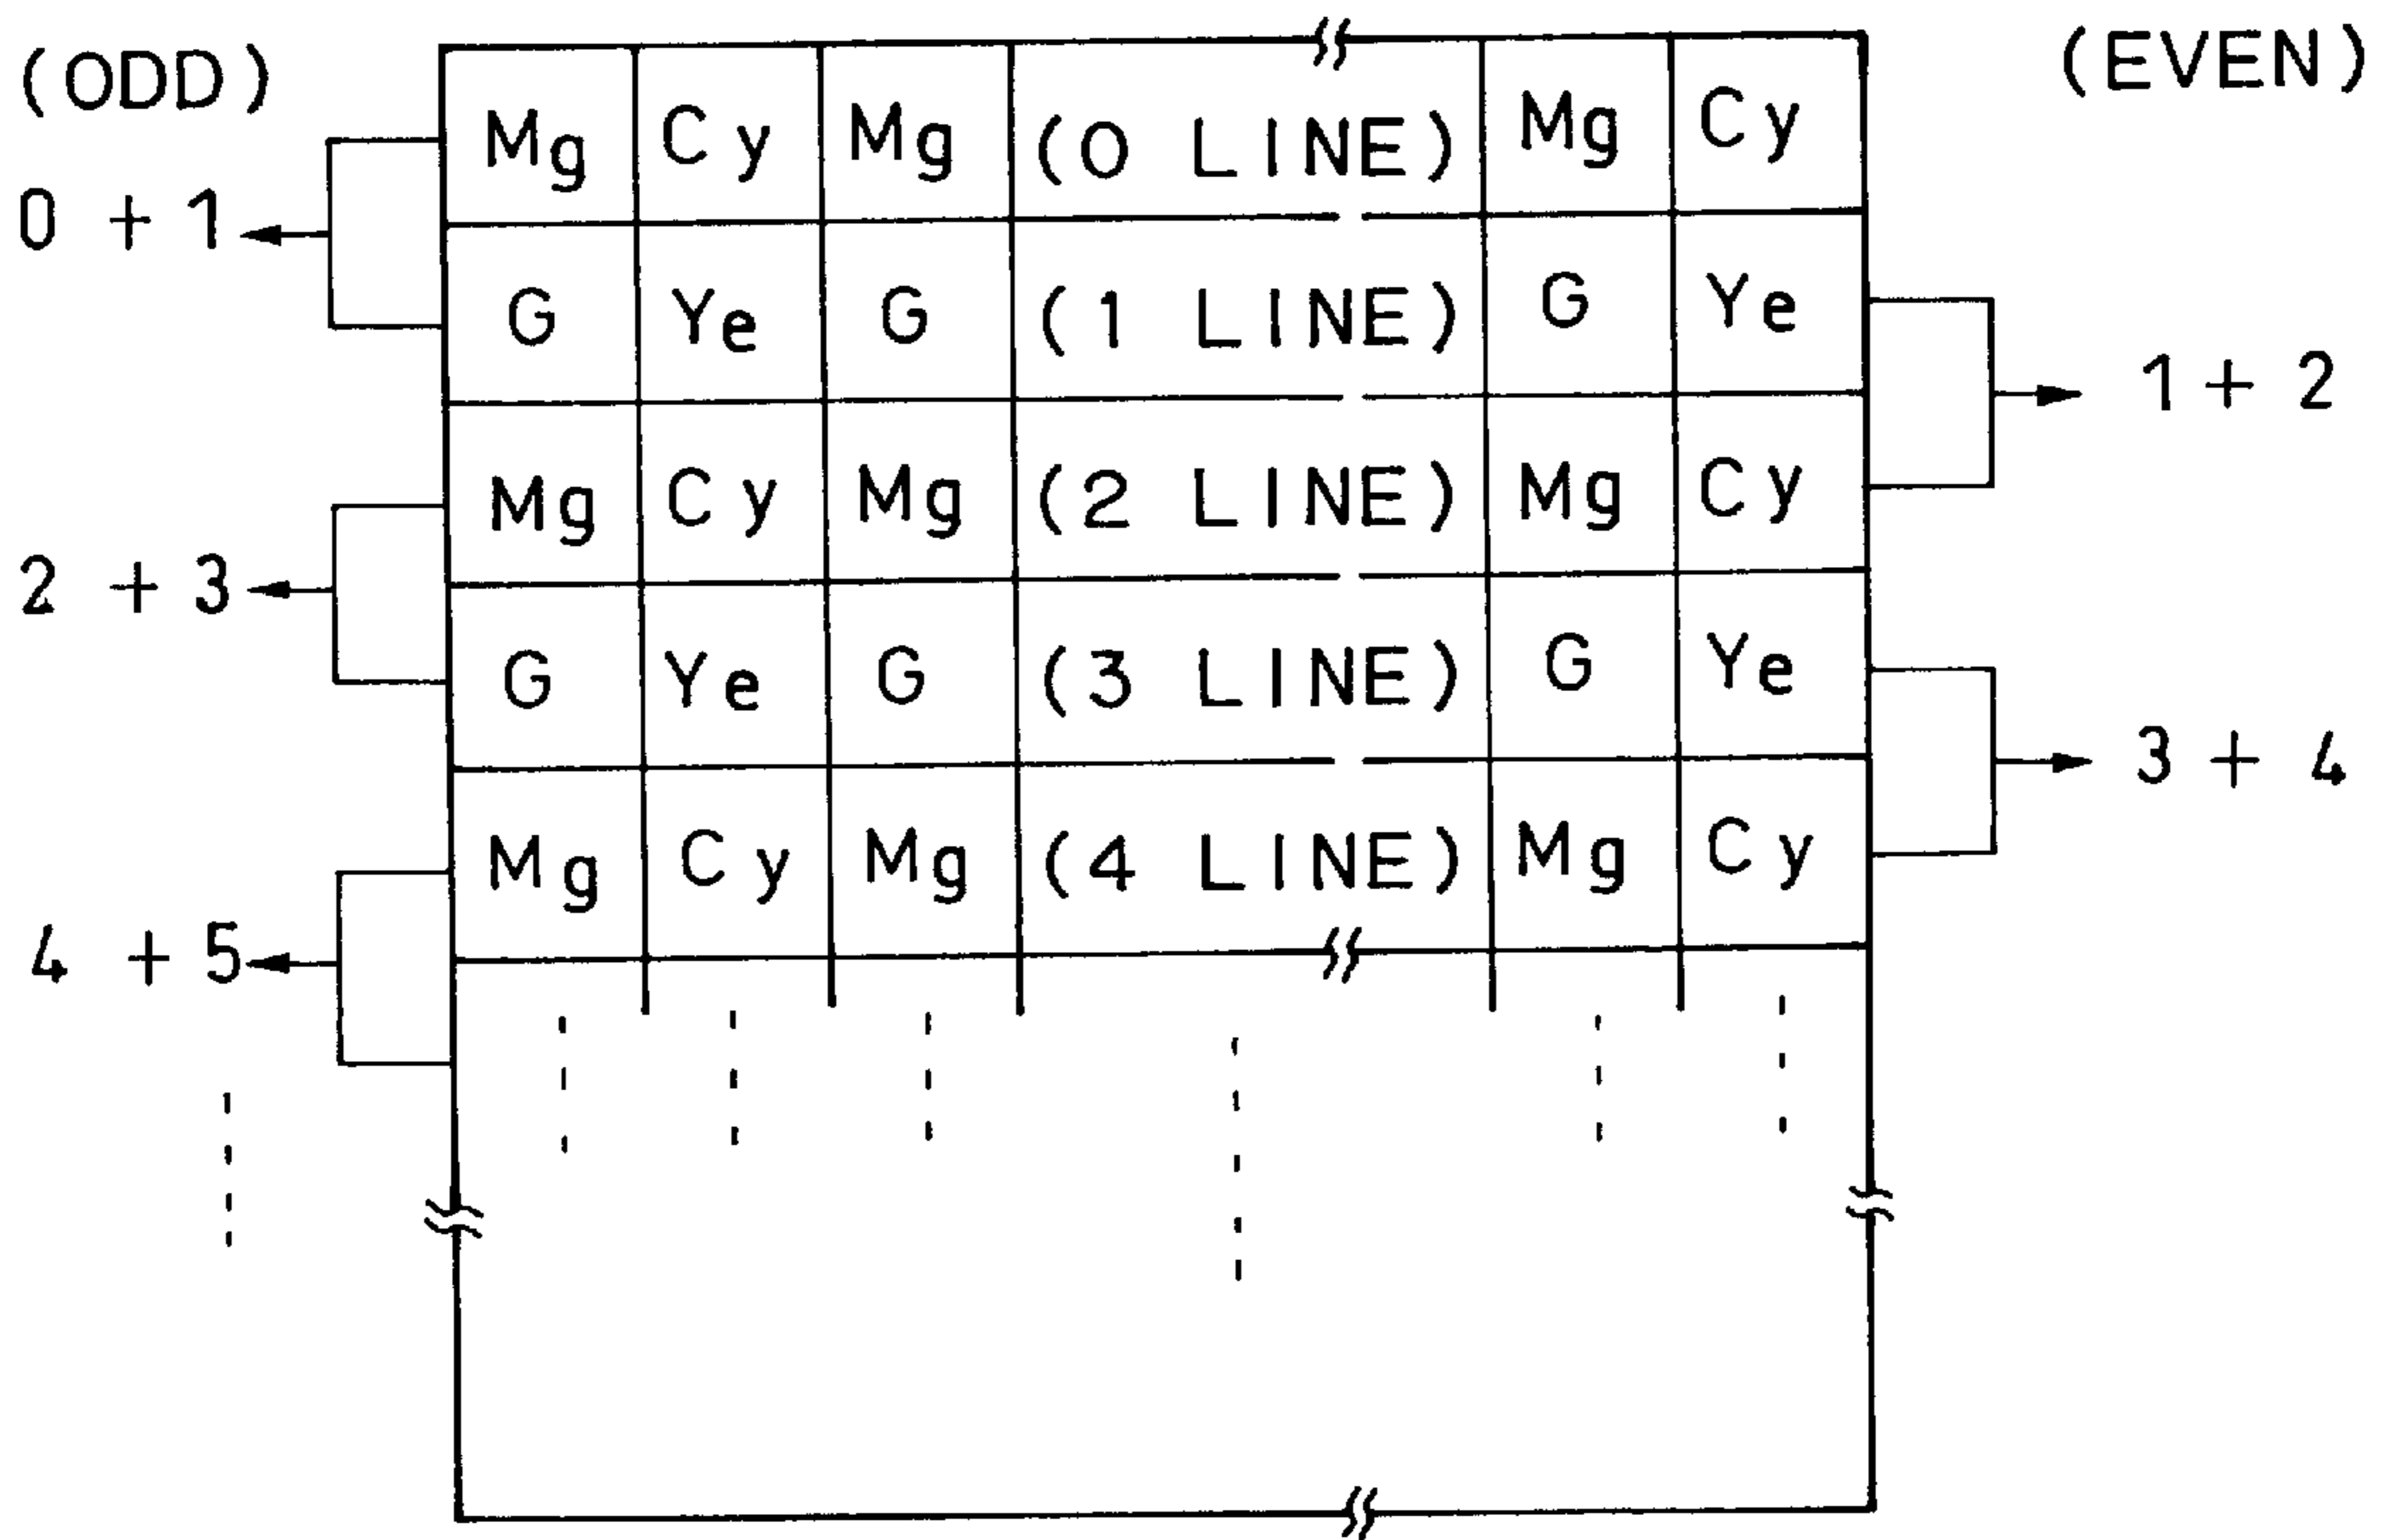 (ODD) (EVEN)
Mg Cy Mg (0 LINE) Mg Cy
0 + 1
G Ye G (1 LINE) G Ye
1 + 2
Mg Cy Mg (2 LINE) Mg Cy
2 + 3
G Ye G (3 LINE) G Ye
3 + 4
Mg Cy Mg (4 LINE) Mg Cy
4 + 5